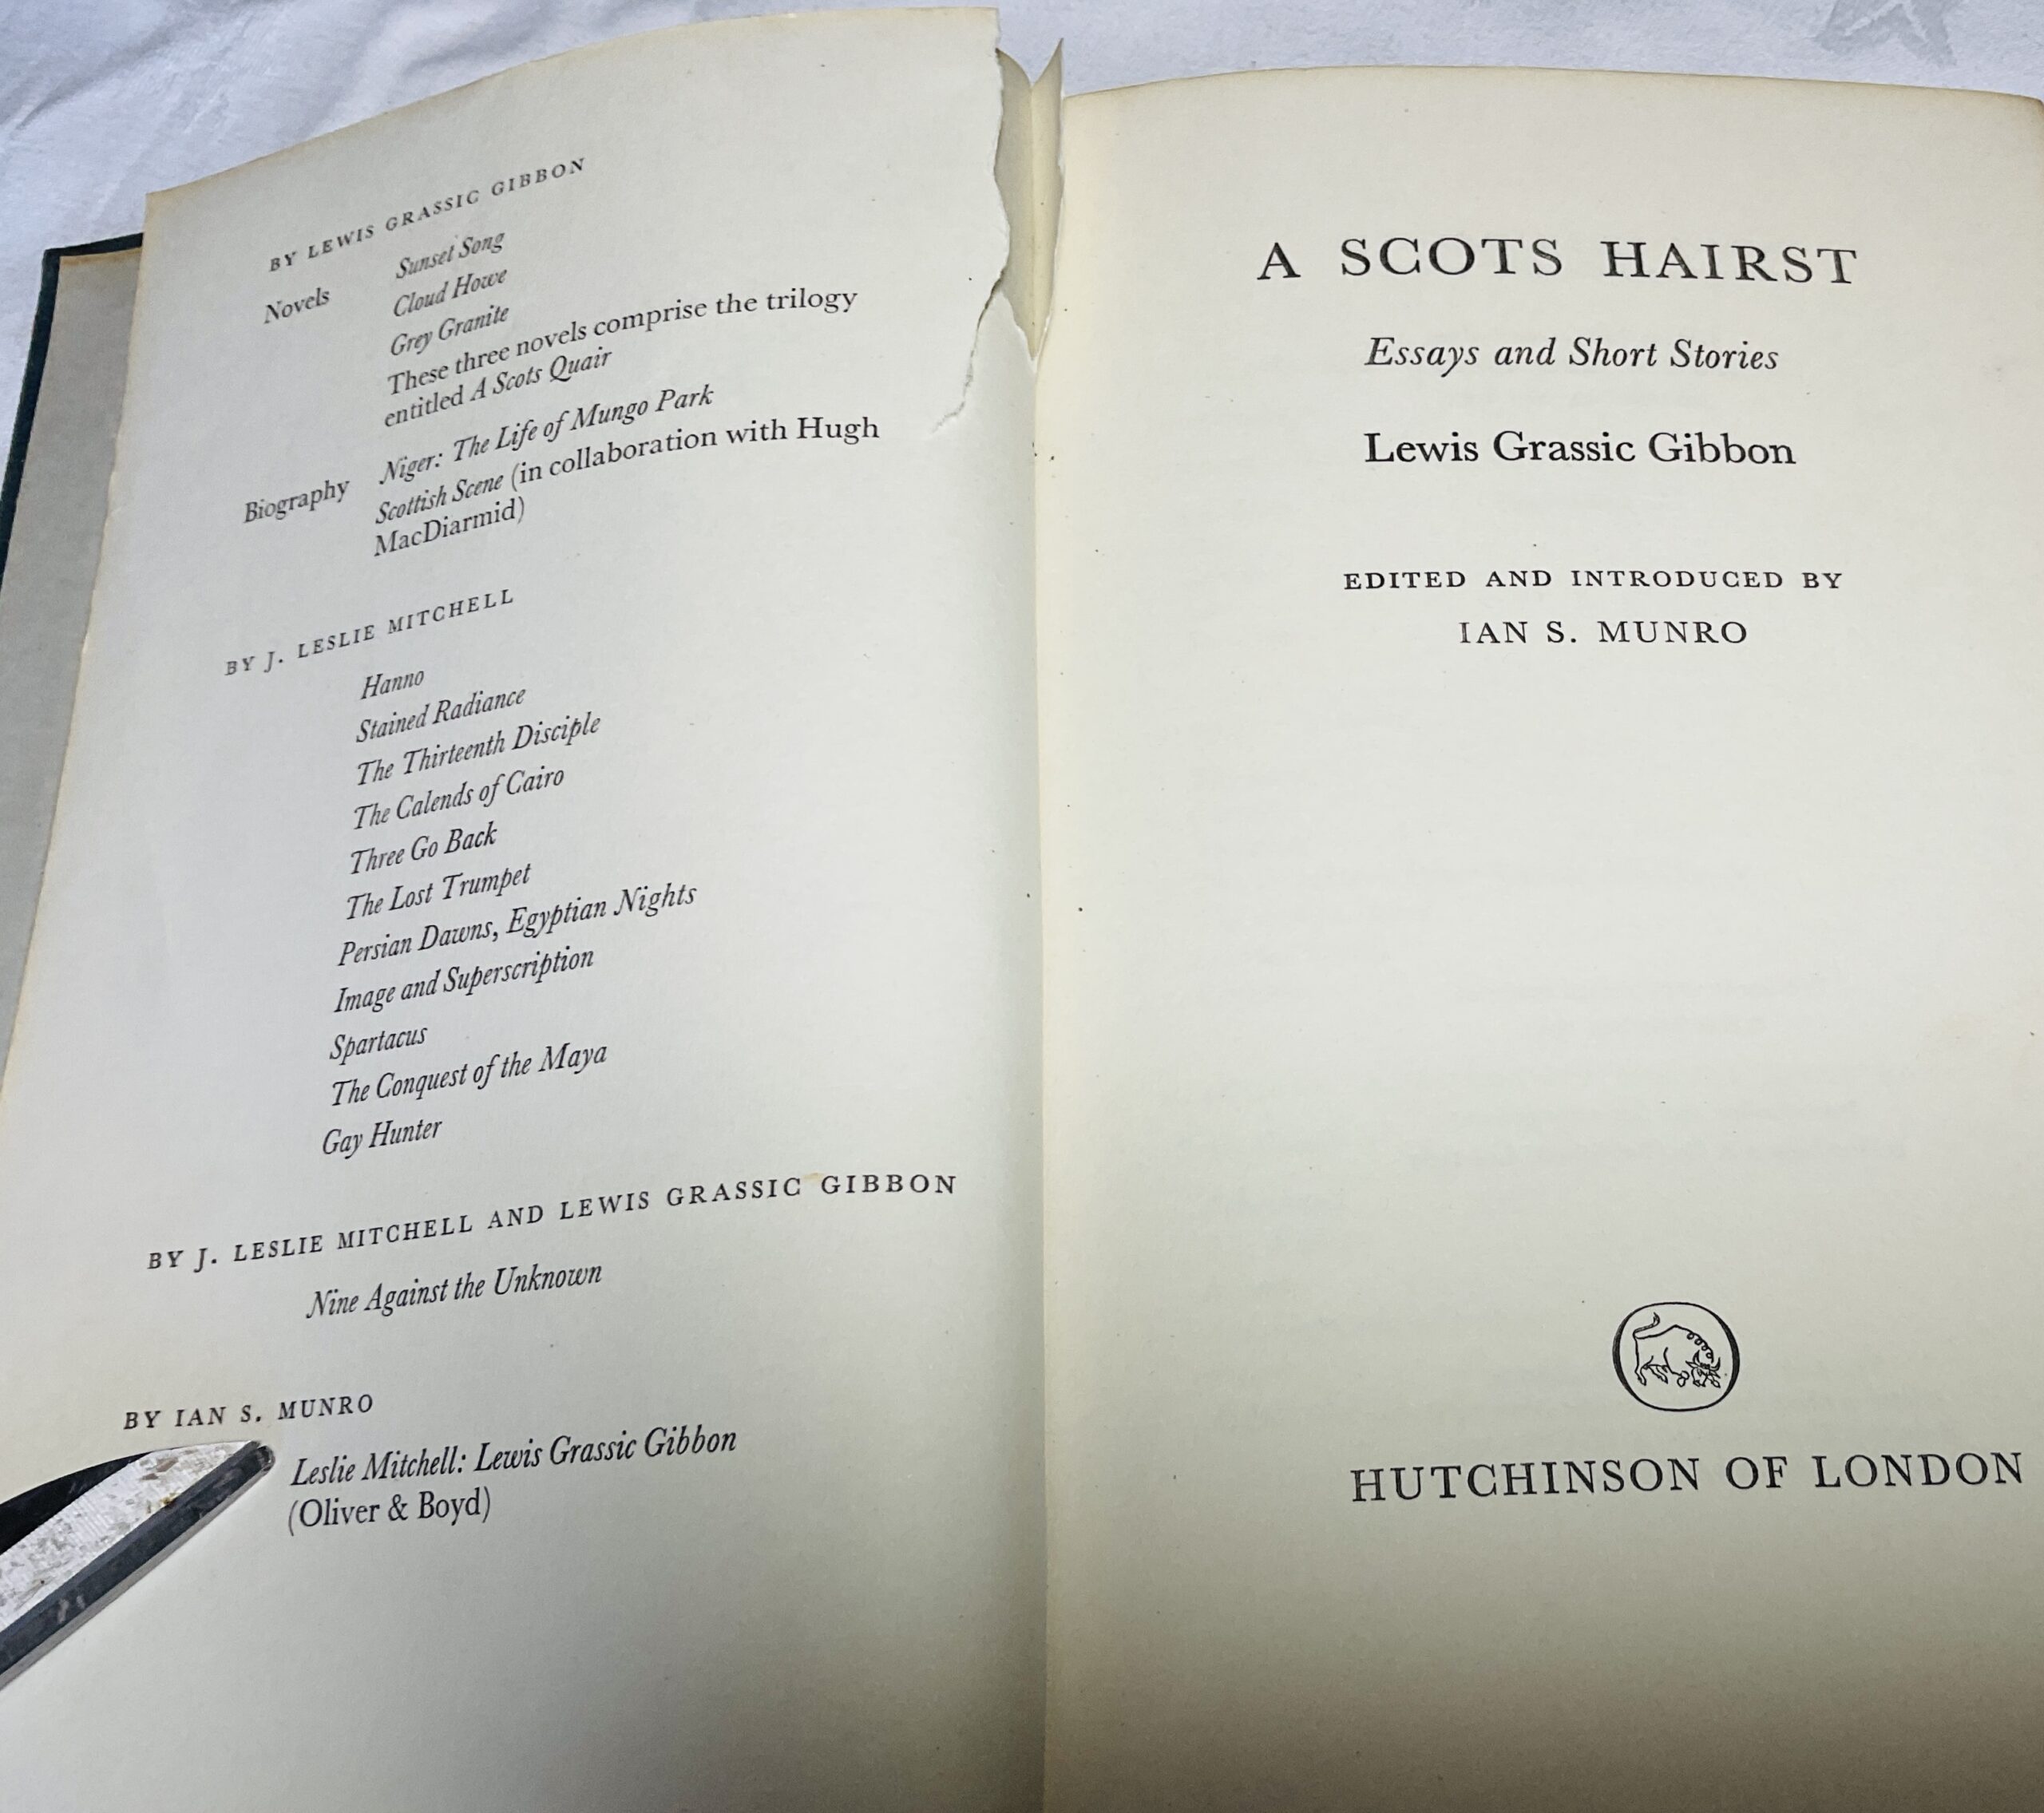 BY LEWIS GRASSIC GIBBON
Novels Sunset Song
Cloud Howe
Grey Granite
These three novels comprise the trilogy
entitled A Scots Quair
Biography Niger: The Life of Mungo Park
Scottish Scene (in collaboration with Hugh
MacDiarmid)
BY J. LESLIE MITCHELL
Hanno
Stained Radiance
The Thirteenth Disciple
The Calends of Cairo
Three Go Back
The Lost Trumpet
Persian Dawns, Egyptian Nights
Image and Superscription
Spartacus
The Conquest of the Maya
Gay Hunter
BY J. LESLIE MITCHELL AND LEWIS GRASSIC GIBBON
Nine Against the Unknown
BY IAN S. MUNRO
Leslie Mitchell: Lewis Grassic Gibbon
(Oliver & Boyd)
A SCOTS HAIRST
Essays and Short Stories
Lewis Grassic Gibbon
EDITED AND INTRODUCED BY
IAN S. MUNRO
HUTCHINSON OF LONDON